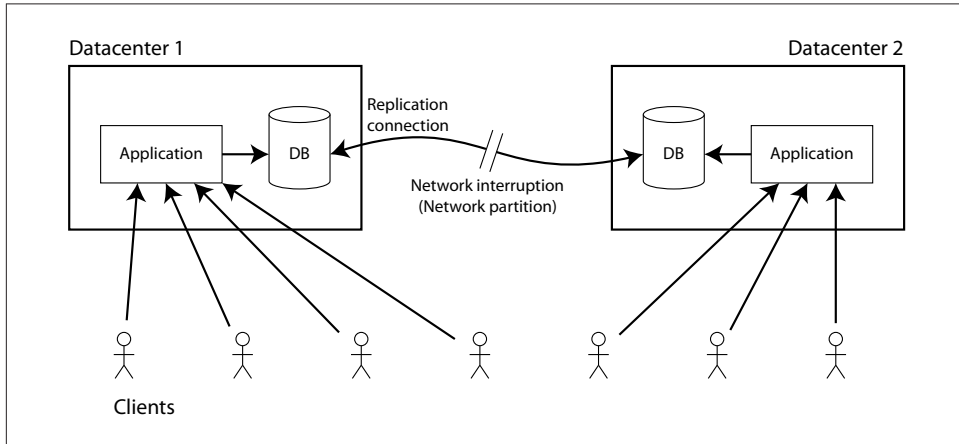 Datacenter 1
Datacenter 2
Replication
connection
Application
DB
DB
Application
Network interruption
(Network partition)
Clients